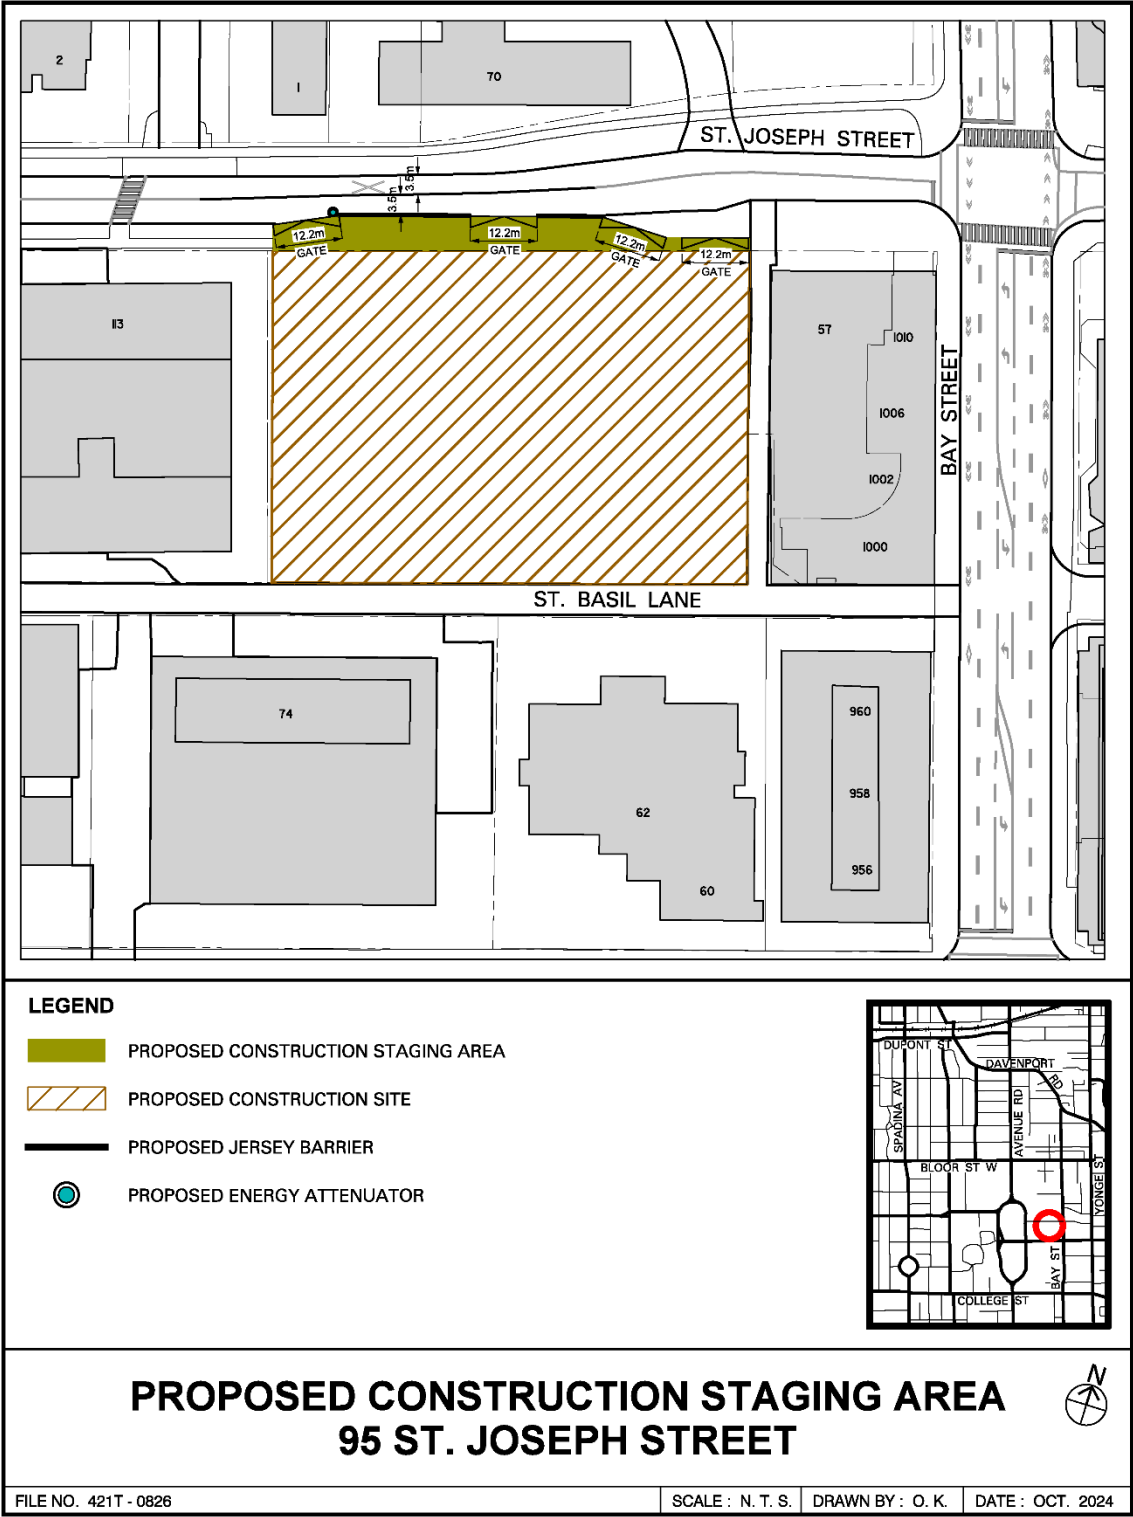 2
1
70
ST. JOSEPH STREET
3.5m
3.5m
12.2m
GATE
12.2m
GATE
12.2m
GATE
12.2m
GATE
113
57
1010
1006
1002
1000
BAY STREET
ST. BASIL LANE
74
62
60
960
958
956
LEGEND
PROPOSED CONSTRUCTION STAGING AREA
PROPOSED CONSTRUCTION SITE
PROPOSED JERSEY BARRIER
PROPOSED ENERGY ATTENUATOR
DUPONT ST
DAVENPORT
RD
SPADINA AV
AVENUE RD
BLOOR ST W
YONGE ST
BAY ST
COLLEGE ST
PROPOSED CONSTRUCTION STAGING AREA
95 ST. JOSEPH STREET
N
FILE NO. 421T - 0826
SCALE : N. T. S.
DRAWN BY : O. K.
DATE : OCT. 2024